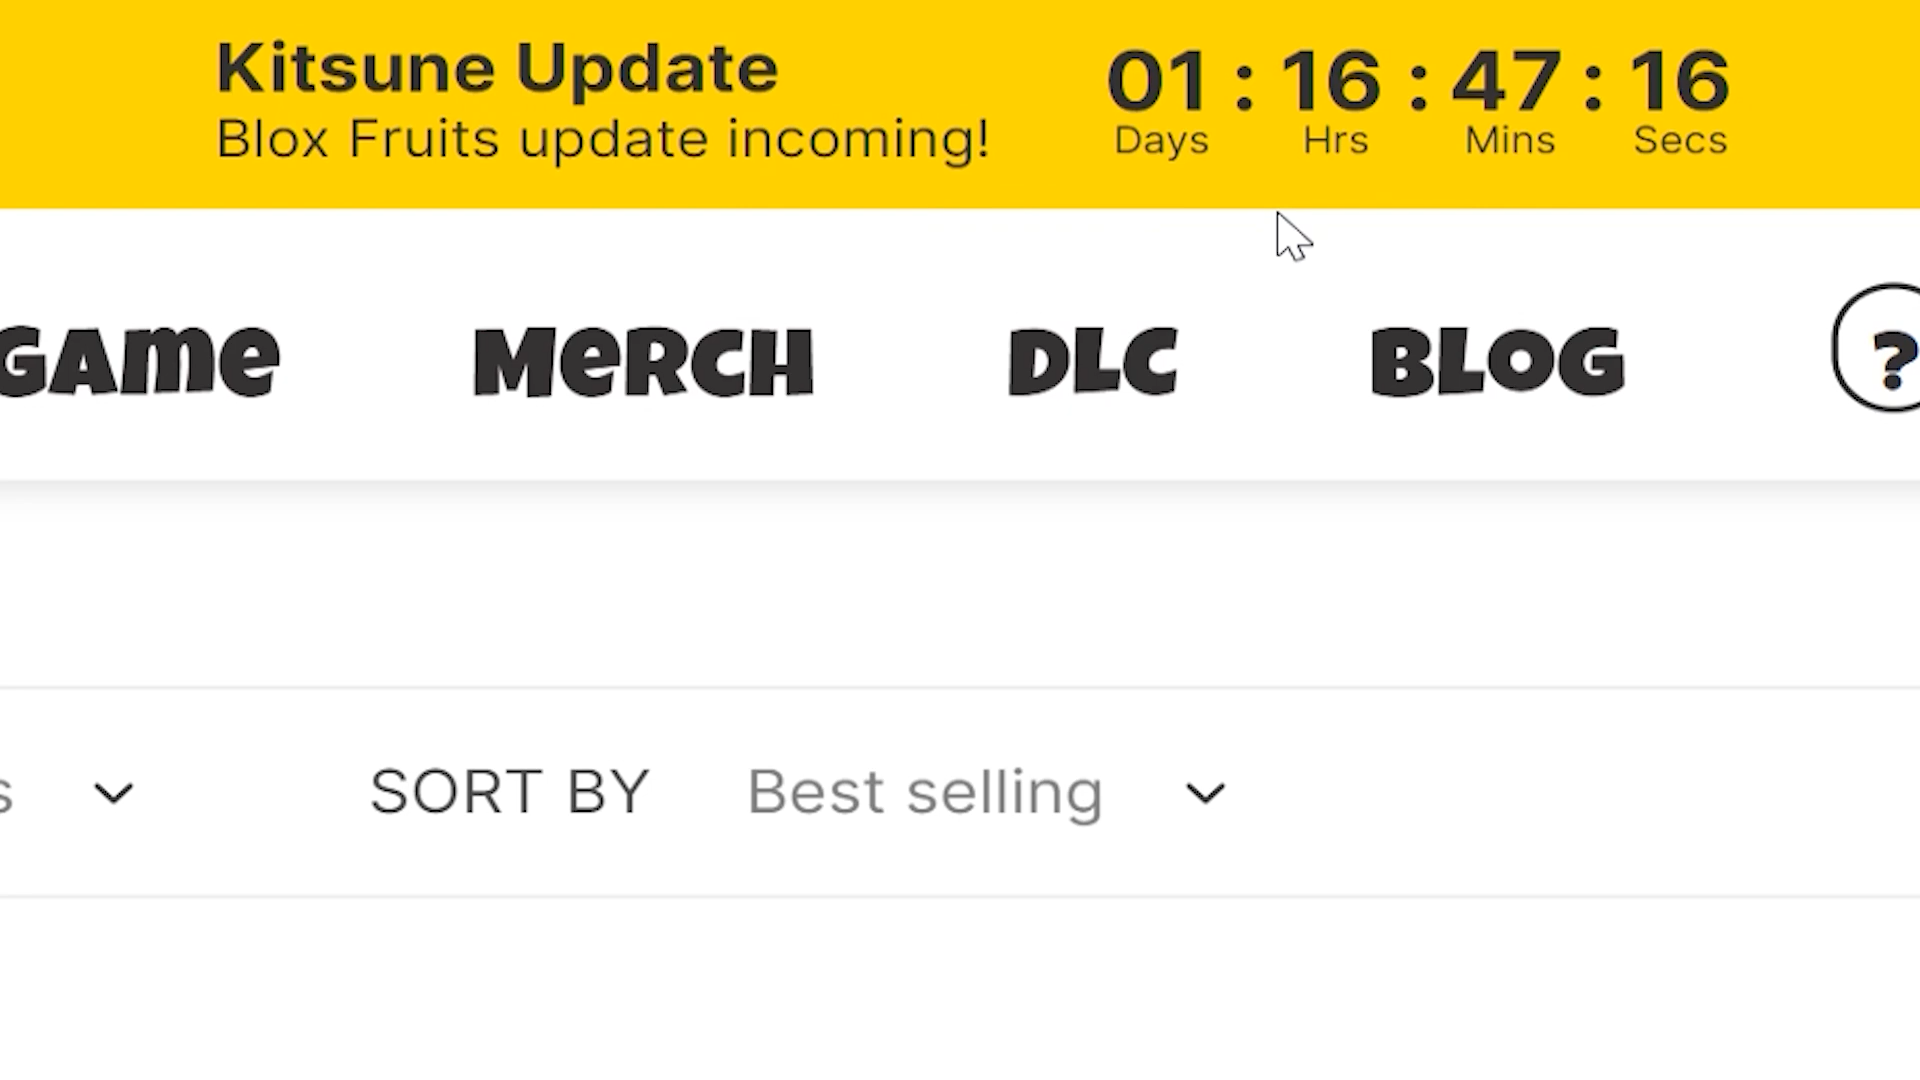 Kitsune Update
Blox Fruits update incoming!
01 : 16 : 47 : 16
Days Hrs Mins Secs
GAme MeRCH DLC BLOG ?
s SORT BY Best selling